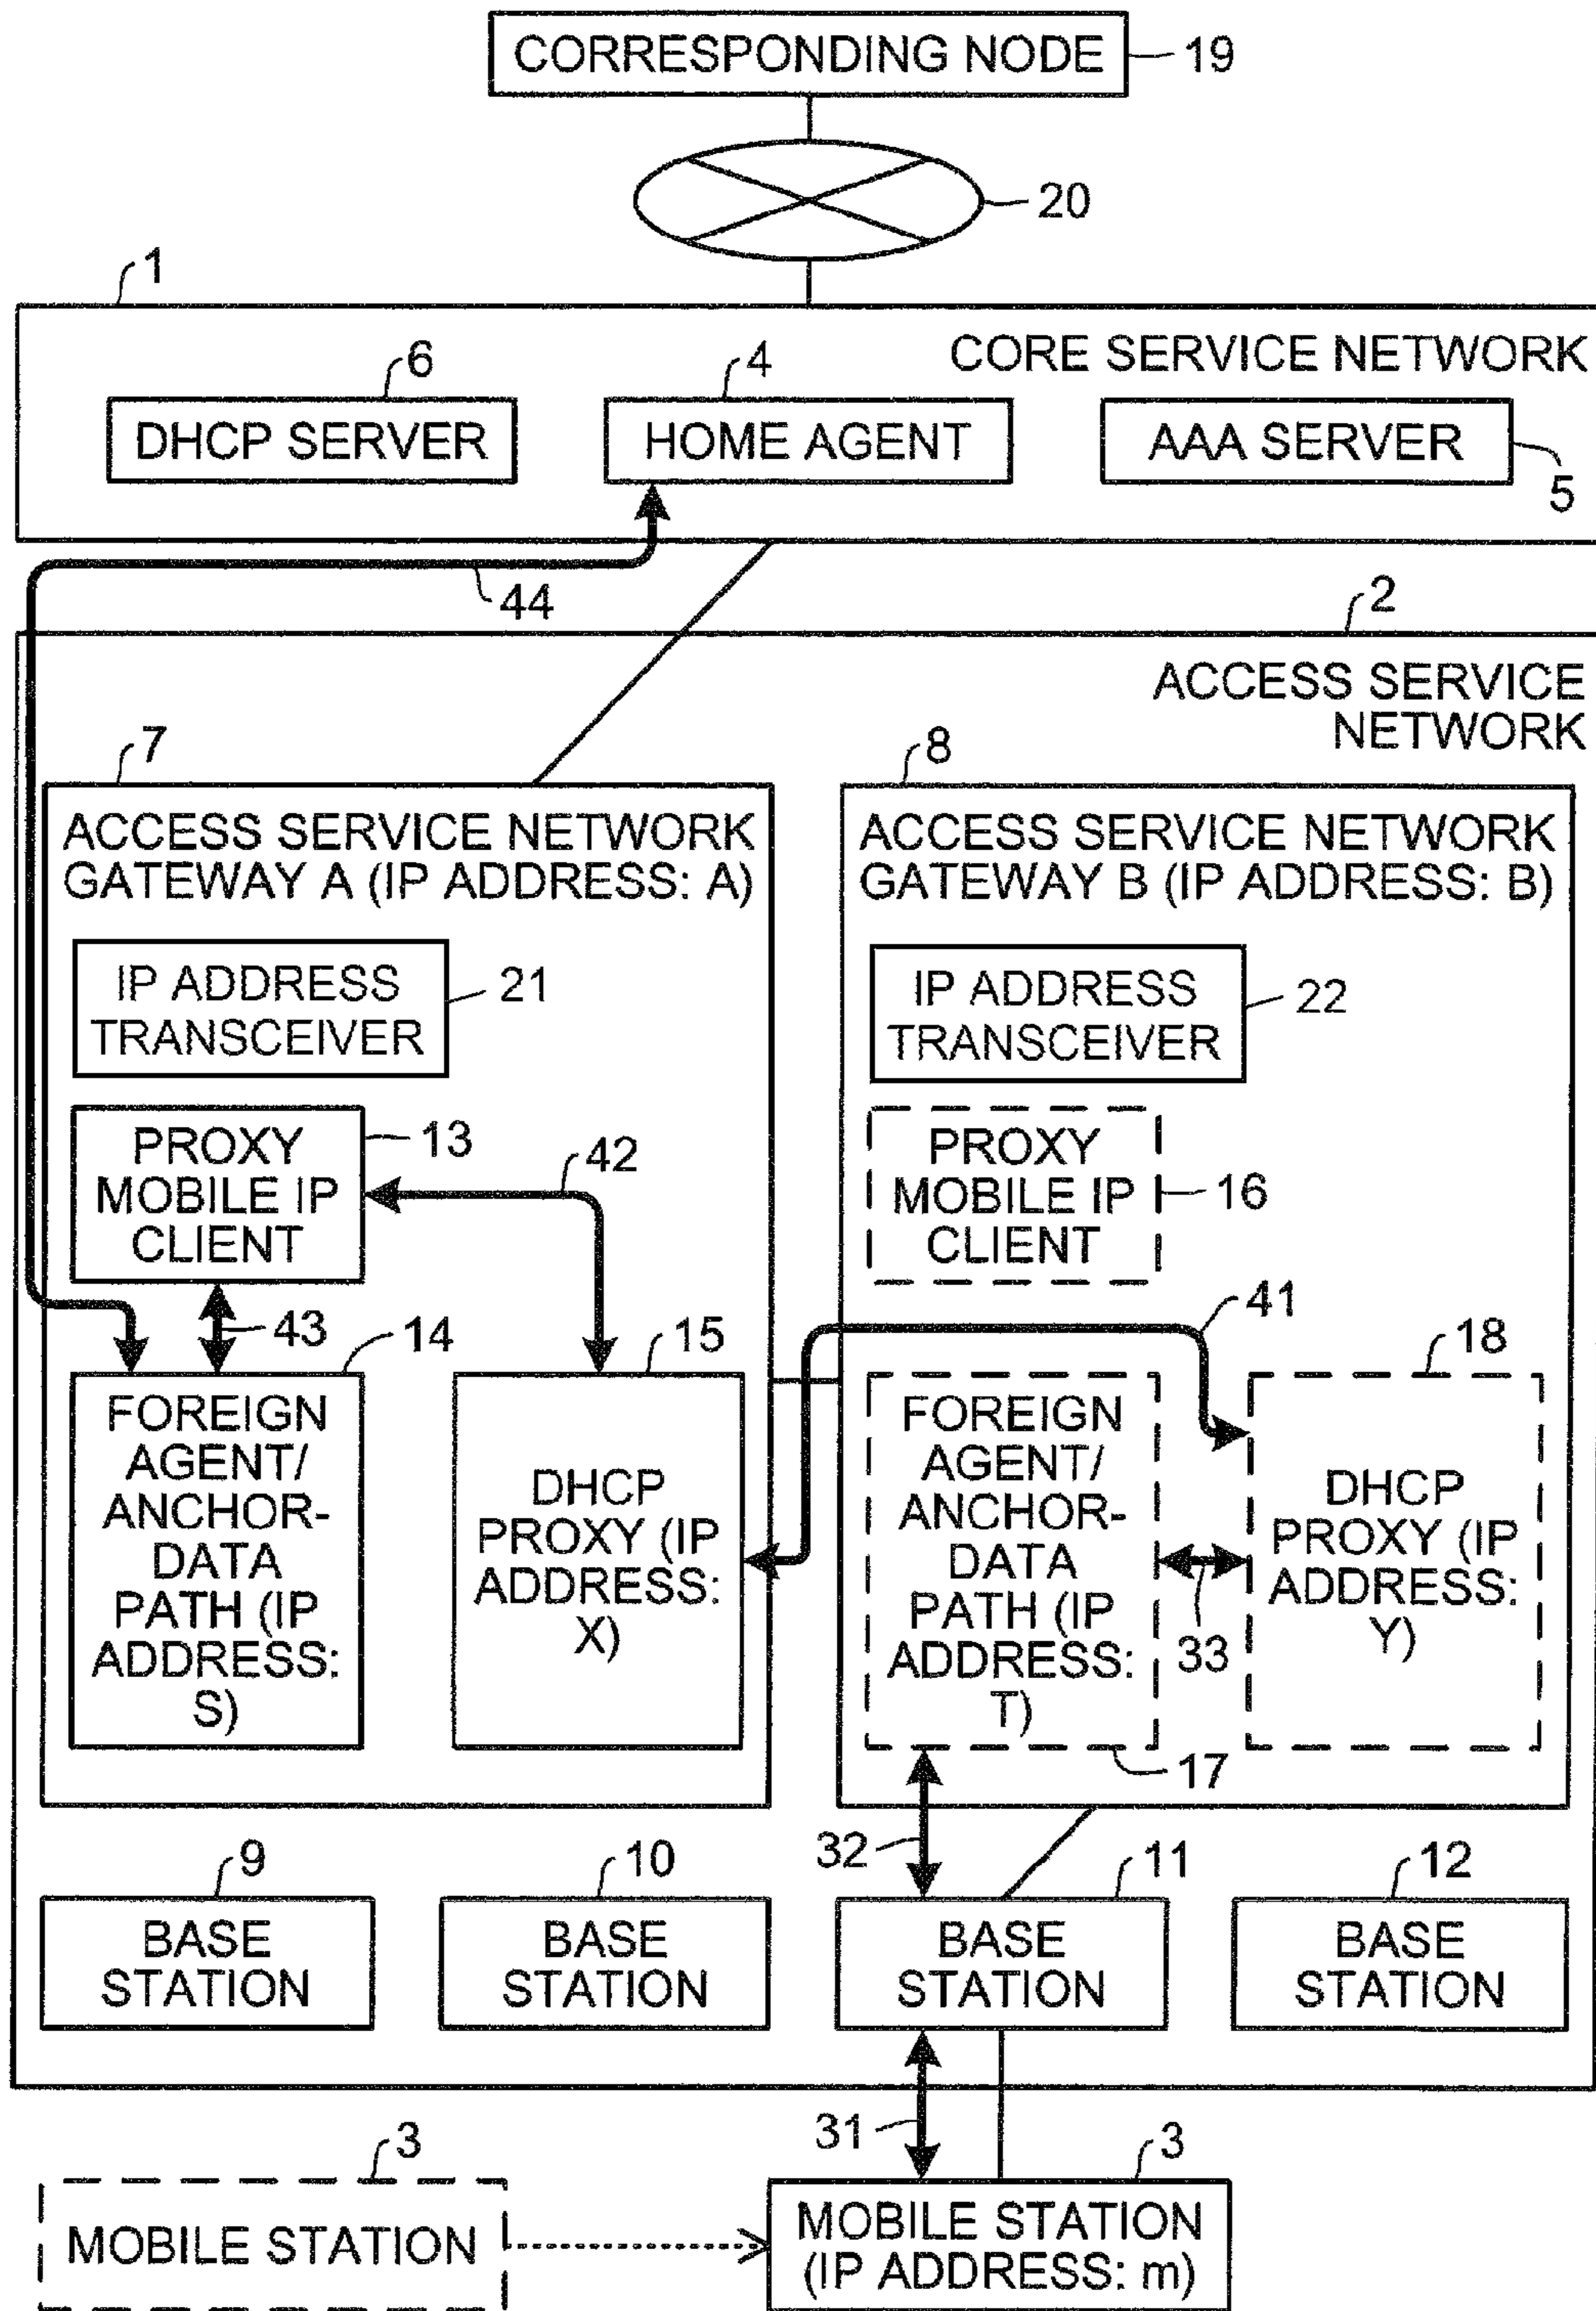 CORRESPONDING NODE
19
20
1
CORE SERVICE NETWORK
6
4
DHCP SERVER
HOME AGENT
AAA SERVER
5
44
2
ACCESS SERVICE
NETWORK
7
8
ACCESS SERVICE NETWORK
GATEWAY A (IP ADDRESS: A)
ACCESS SERVICE NETWORK
GATEWAY B (IP ADDRESS: B)
IP ADDRESS
TRANSCEIVER
21
IP ADDRESS
TRANSCEIVER
22
PROXY
MOBILE IP
CLIENT
13
42
PROXY
MOBILE IP
CLIENT
16
43
14
15
41
18
FOREIGN
AGENT/
ANCHOR-
DATA
PATH (IP
ADDRESS:
S)
DHCP
PROXY (IP
ADDRESS:
X)
FOREIGN
AGENT/
ANCHOR-
DATA
PATH (IP
ADDRESS:
T)
33
DHCP
PROXY (IP
ADDRESS:
Y)
17
32
9
10
11
12
BASE
STATION
BASE
STATION
BASE
STATION
BASE
STATION
31
3
3
MOBILE STATION
MOBILE STATION
(IP ADDRESS: m)